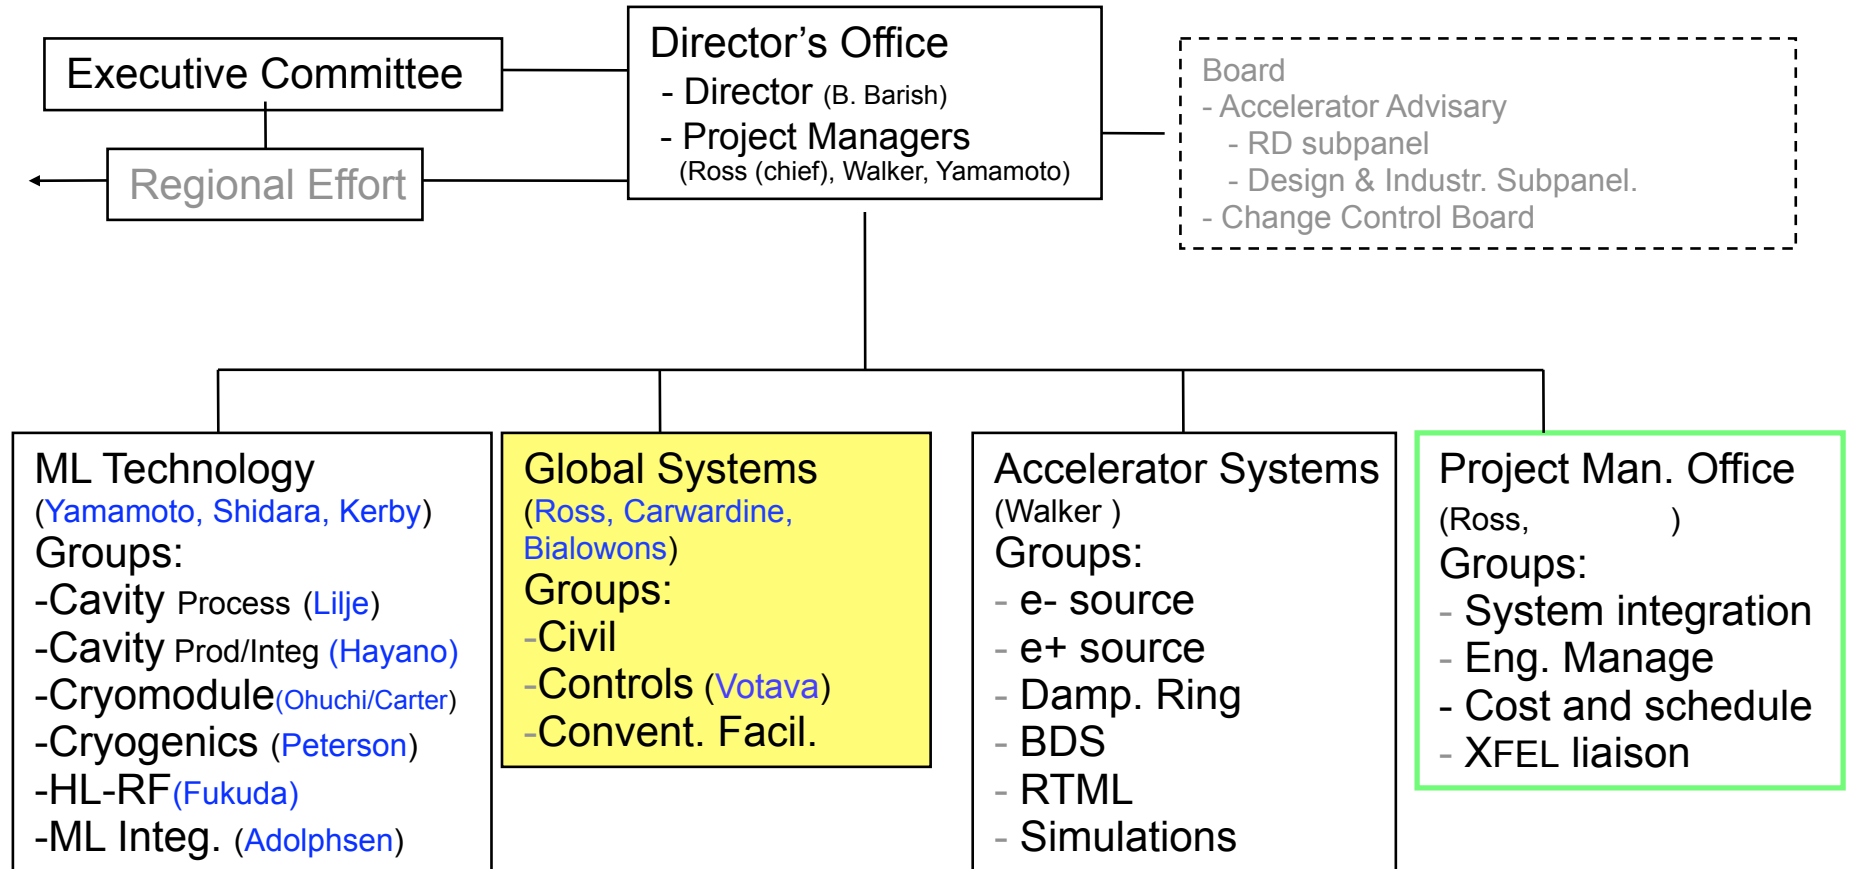 Executive Committee
Regional Effort
Director’s Office
- Director (B. Barish)
- Project Managers
(Ross (chief), Walker, Yamamoto)
Board
- Accelerator Advisary
- RD subpanel
- Design & Industr. Subpanel.
- Change Control Board
ML Technology
(Yamamoto, Shidara, Kerby)
Groups:
-Cavity Process (Lilje)
-Cavity Prod/Integ (Hayano)
-Cryomodule(Ohuchi/Carter)
-Cryogenics (Peterson)
-HL-RF(Fukuda)
-ML Integ. (Adolphsen)
Global Systems
(Ross, Carwardine,
Bialowons)
Groups:
-Civil
-Controls (Votava)
-Convent. Facil.
Accelerator Systems
(Walker )
Groups:
- e- source
- e+ source
- Damp. Ring
- BDS
- RTML
- Simulations
Project Man. Office
(Ross, )
Groups:
- System integration
- Eng. Manage
- Cost and schedule
- XFEL liaison